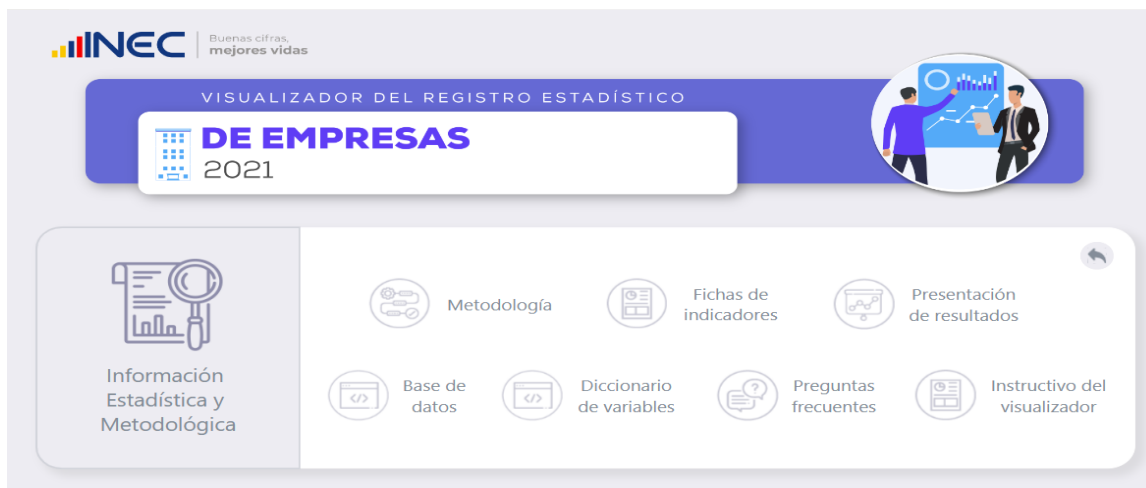 INEC
Buenas cifras,
mejores vidas
VISUALIZADOR DEL REGISTRO ESTADÍSTICO
DE EMPRESAS
2021
Información
Estadística y
Metodológica
Metodología
Fichas de
indicadores
Presentación
de resultados
Base de
datos
Diccionario
de variables
Preguntas
frecuentes
Instructivo del
visualizador